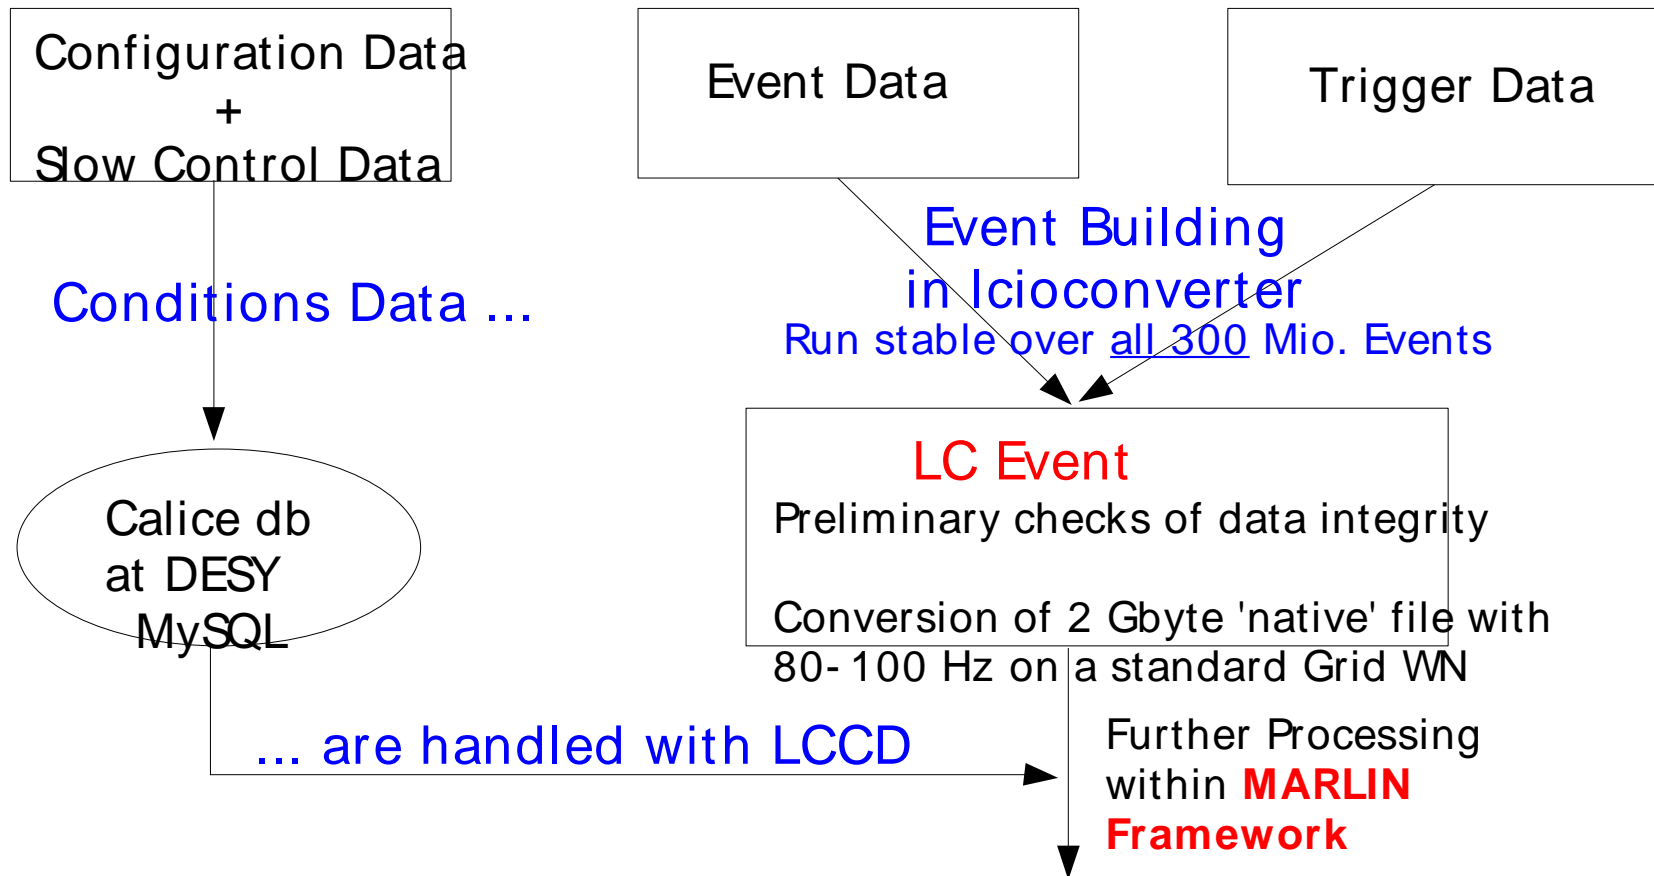 Configuration Data
+
Slow Control Data
Event Data
Trigger Data
Event Building
in lcioconverter
Run stable over all 300 Mio. Events
Conditions Data ...
LC Event
Preliminary checks of data integrity
Conversion of 2 Gbyte 'native' file with
80-100 Hz on a standard Grid WN
Calice db
at DESY
MySQL
... are handled with LCCD
Further Processing
within MARLIN
Framework